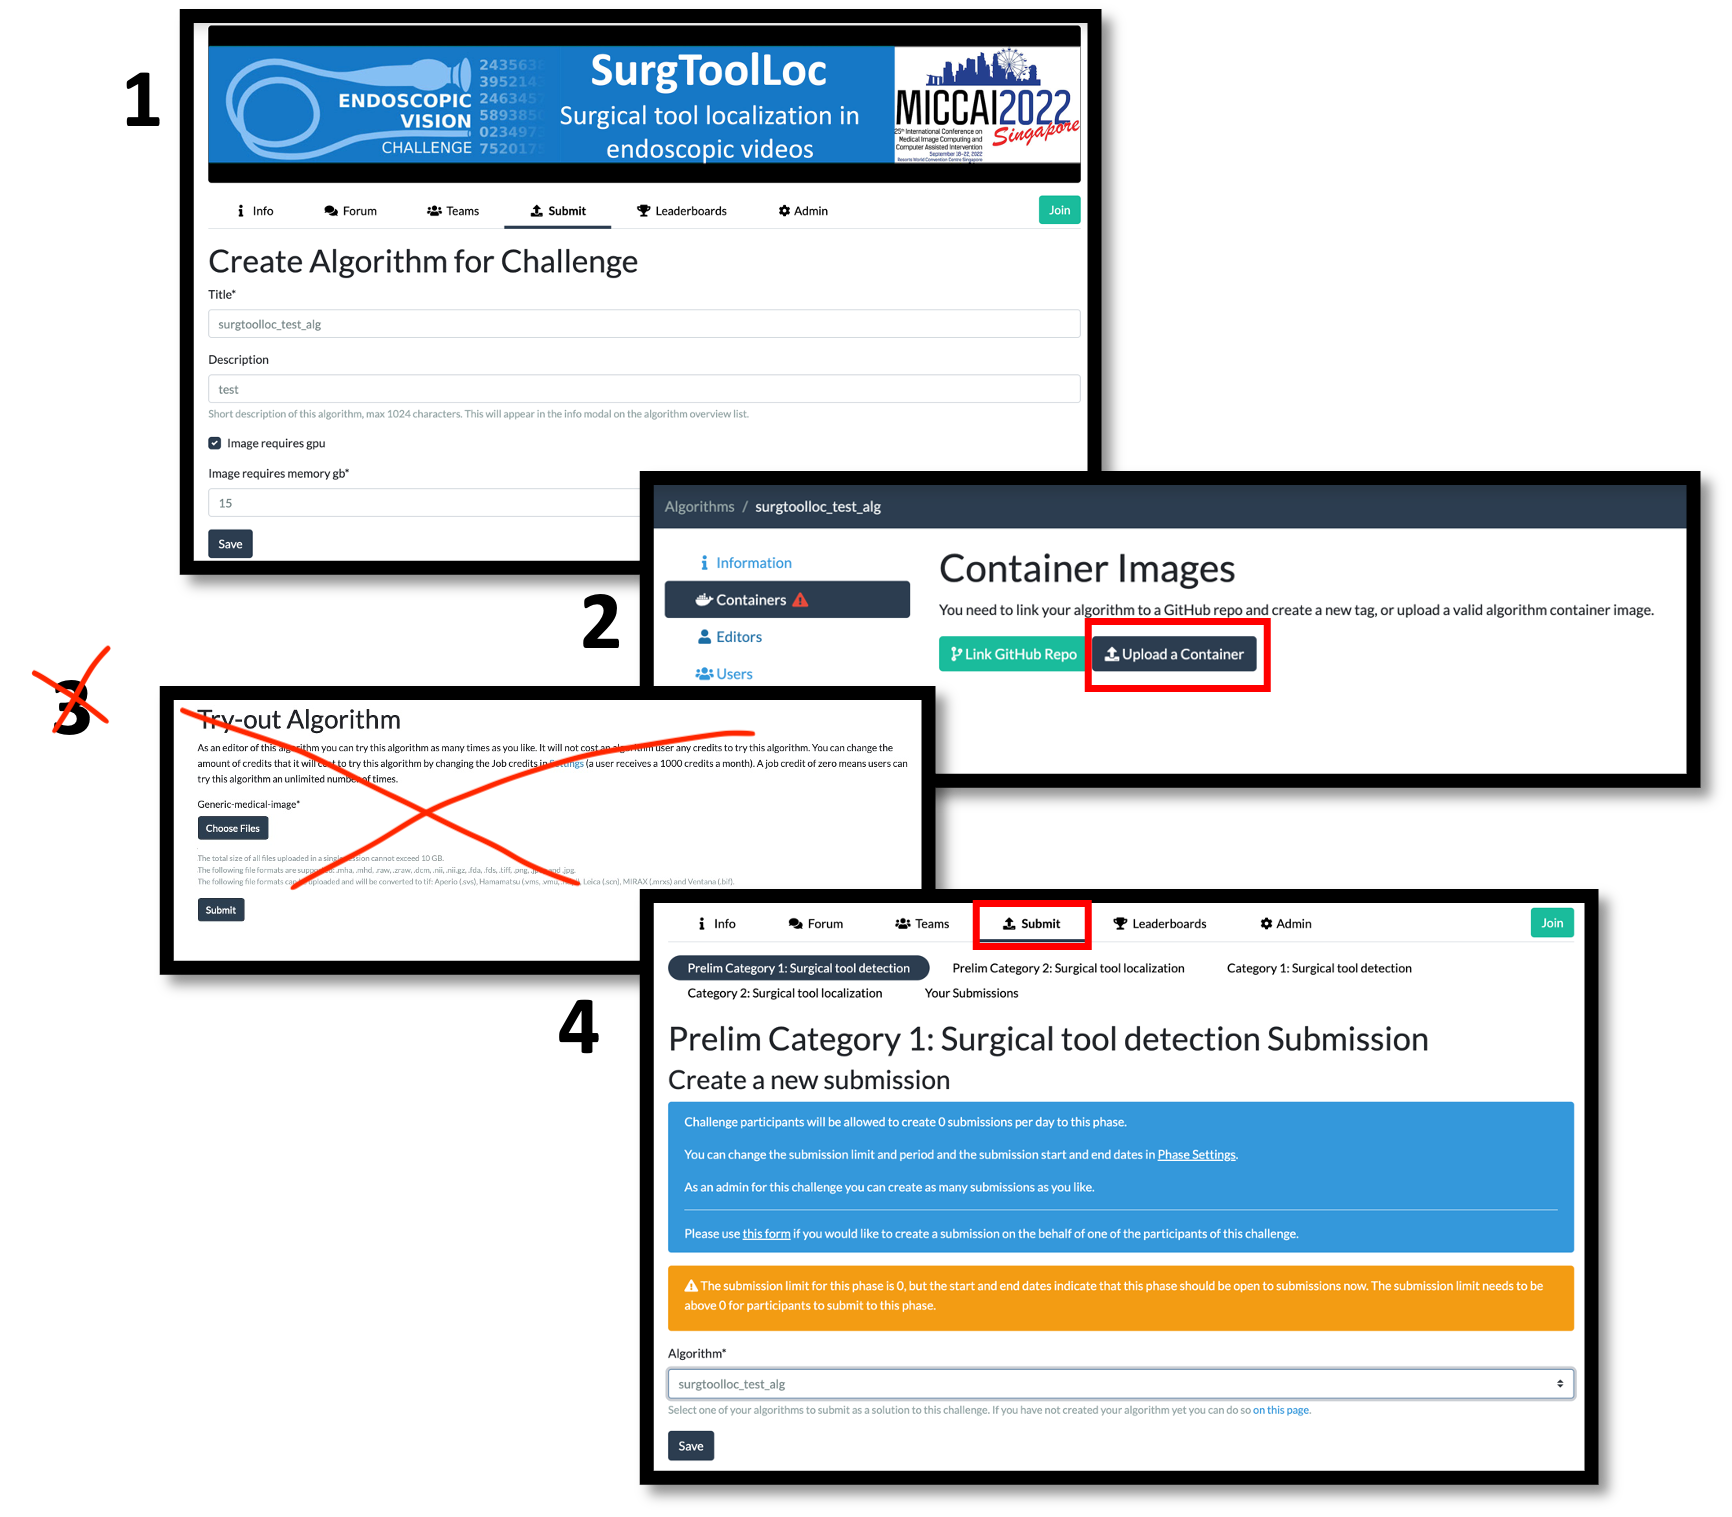 1
ENDOSCOPIC
VISION
CHALLENGE
SurgToolLoc
Surgical tool localization in
endoscopic videos
MICCAI2022
Singapore
25th International Conference on
Medical Image Computing and
Computer Assisted Intervention
September 18-22, 2022
Resorts World Convention Centre Singapore
Info Forum Teams Submit Leaderboards Admin Join
Create Algorithm for Challenge
Title*
surgtoolloc_test_alg
Description
test
Short description of this algorithm, max 1024 characters. This will appear in the info modal on the algorithm overview list.
Image requires gpu
Image requires memory gb*
15
Save
2
Algorithms / surgtoolloc_test_alg
Information
Containers
Editors
Users
Container Images
You need to link your algorithm to a GitHub repo and create a new tag, or upload a valid algorithm container image.
Link GitHub Repo Upload a Container
3
Try-out Algorithm
As an editor of this algorithm you can try this algorithm as many times as you like. It will not cost an algorithm user any credits to try this algorithm. You can change the
amount of credits that it will cost to try this algorithm by changing the Job credits in Settings (a user receives a 1000 credits a month). A job credit of zero means users can
try this algorithm an unlimited number of times.
Generic-medical-image*
Choose Files
The total size of all files uploaded in a single session cannot exceed 10 GB.
The following file formats are supported: .mha, .mhd, .raw, .zraw, .dcm, .nii, .nii.gz, .fda, .fds, .tiff, .png, .jpeg and .jpg.
The following file formats can be uploaded and will be converted to tif: Aperio (.svs), Hamamatsu (.vms, .vmu, .ndpi), Leica (.scn), MIRAX (.mrxs) and Ventana (.bif).
Submit
4
Info Forum Teams Submit Leaderboards Admin Join
Prelim Category 1: Surgical tool detection Prelim Category 2: Surgical tool localization Category 1: Surgical tool detection
Category 2: Surgical tool localization Your Submissions
Prelim Category 1: Surgical tool detection Submission
Create a new submission
Challenge participants will be allowed to create 0 submissions per day to this phase.
You can change the submission limit and period and the submission start and end dates in Phase Settings.
As an admin for this challenge you can create as many submissions as you like.
Please use this form if you would like to create a submission on the behalf of one of the participants of this challenge.
The submission limit for this phase is 0, but the start and end dates indicate that this phase should be open to submissions now. The submission limit needs to be
above 0 for participants to submit to this phase.
Algorithm*
surgtoolloc_test_alg
Select one of your algorithms to submit as a solution to this challenge. If you have not created your algorithm yet you can do so on this page.
Save